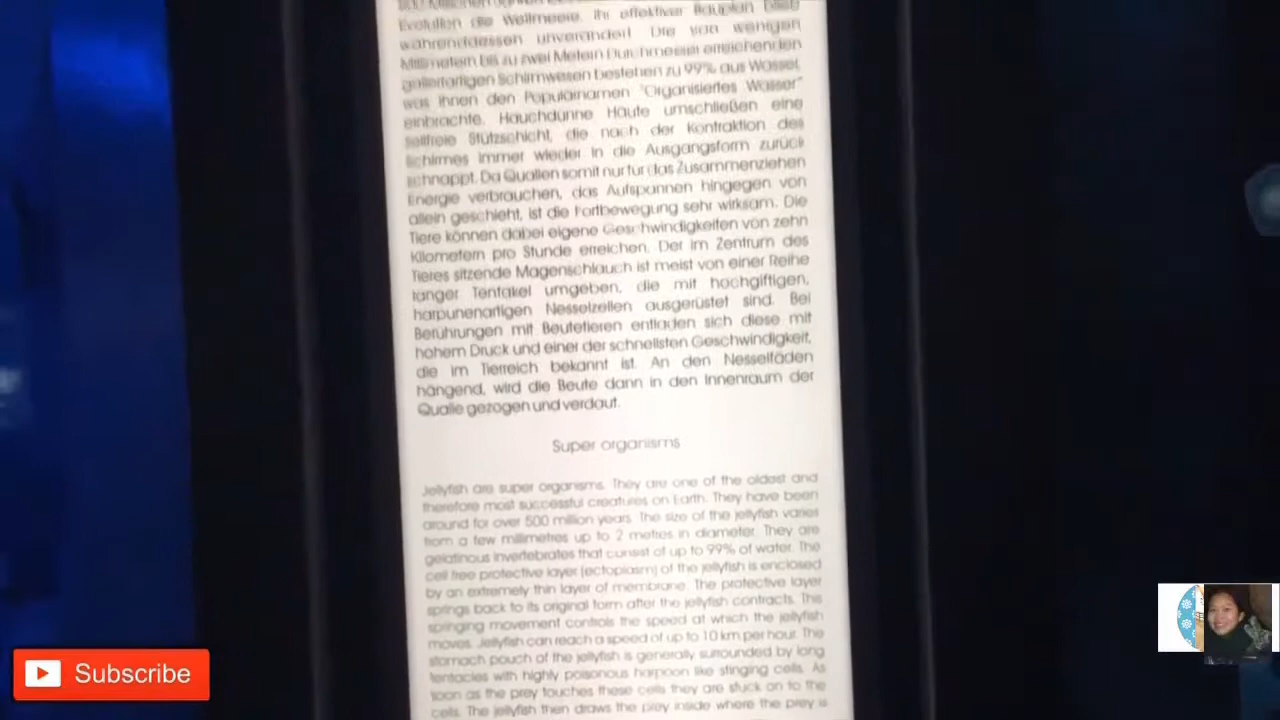 500 Millionen Jahren
Evolution die Weltmeere. Ihr effektiver Bauplan blieb
währenddessen unverändert. Die von wenigen
Millimetern bis zu zwei Metern Durchmesser erreichenden
gallertartigen Schirmwesen bestehen zu 99% aus Wasser,
was ihnen den Popularnamen "Organisiertes Wasser"
einbrachte. Hauchdünne Häute umschließen eine
zellfreie Stützschicht, die nach der Kontraktion des
Schirmes immer wieder in die Ausgangsform zurück
schnappt. Da Quallen somit nur für das Zusammenziehen
Energie verbrauchen, das Aufspannen hingegen von
allein geschieht, ist die Fortbewegung sehr wirksam. Die
Tiere können dabei eigene Geschwindigkeiten von zehn
Kilometern pro Stunde erreichen. Der im Zentrum des
Tieres sitzende Magenschlauch ist meist von einer Reihe
langer Tentakel umgeben, die mit hochgiftigen,
harpunenartigen Nesselzellen ausgerüstet sind. Bei
Berührungen mit Beutetieren entladen sich diese mit
hohem Druck und einer der schnellsten Geschwindigkeit,
die im Tierreich bekannt ist. An den Nesselfäden
hängend, wird die Beute dann in den Innenraum der
Qualle gezogen und verdaut.
Super organisms
Jellyfish are super organisms. They are one of the oldest and
therefore most successful creatures on Earth. They have been
around for over 500 million years. The size of the jellyfish varies
from a few millimetres up to 2 metres in diameter. They are
gelatinous invertebrates that consist of up to 99% of water. The
cell free protective layer (ectoplasm) of the jellyfish is enclosed
by an extremely thin layer of membrane. The protective layer
springs back to its original form after the jellyfish contracts. This
springing movement controls the speed at which the jellyfish
moves. Jellyfish can reach a speed of up to 10 km per hour. The
stomach pouch of the jellyfish is generally surrounded by long
tentacles with highly poisonous harpoon like stinging cells. As
soon as the prey touches these cells they are stuck on to the
cells. The jellyfish then draws the prey inside where the prey is
Subscribe